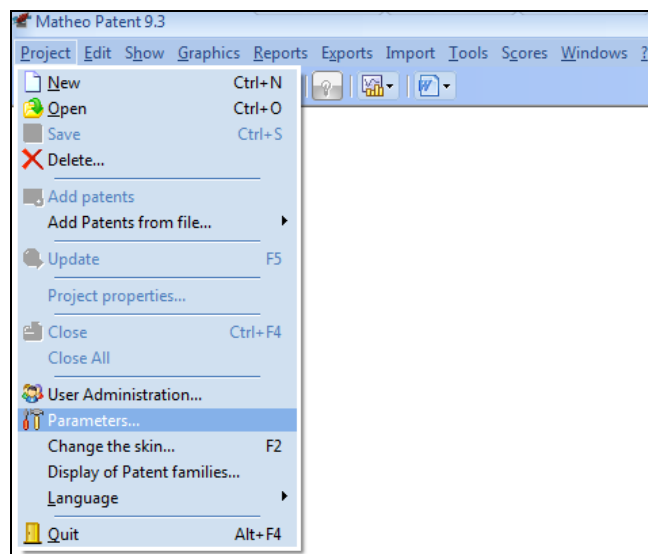 Matheo Patent 9.3
Project Edit Show Graphics Reports Exports Import Tools Scores Windows ?
New Ctrl+N
Open Ctrl+O
Save Ctrl+S
Delete...
Add patents
Add Patents from file...
Update F5
Project properties...
Close Ctrl+F4
Close All
User Administration...
Parameters...
Change the skin... F2
Display of Patent families...
Language
Quit Alt+F4